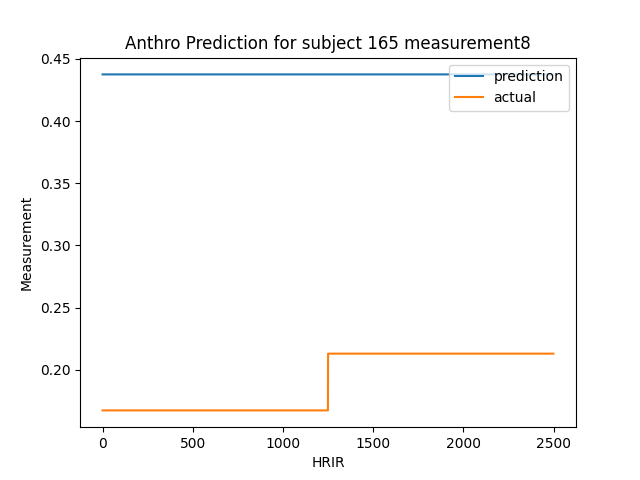 Anthro Prediction for subject 165 measurement8
0.45
0.40
0.35
0.30
0.25
0.20
Measurement
prediction
actual
0 500 1000 1500 2000 2500
HRIR